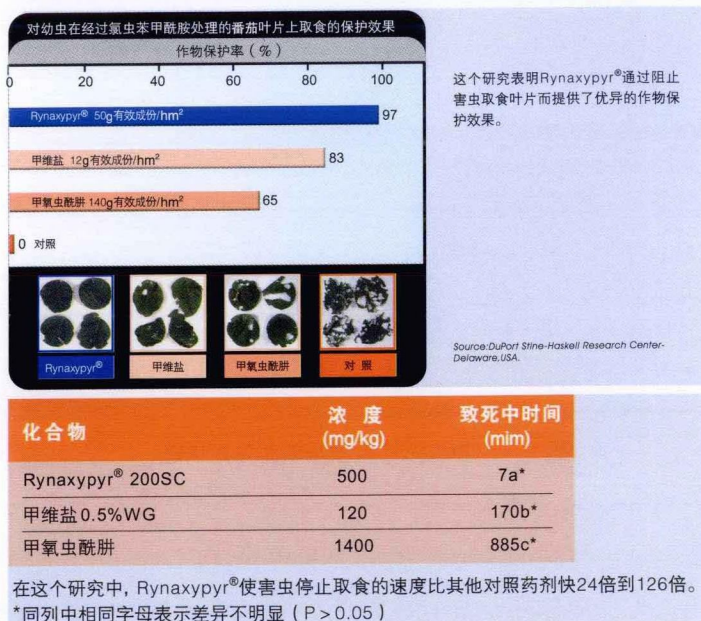 对幼虫在经过氯虫苯甲酰胺处理的番茄叶片上取食的保护效果
作物保护率（%）
0 20 40 60 80 100
Rynaxypyr® 50g有效成份/hm² 97
甲维盐 12g有效成份/hm² 83
甲氧虫酰肼 140g有效成份/hm² 65
0 对照
Rynaxypyr® 甲维盐 甲氧虫酰肼 对 照
这个研究表明Rynaxypyr®通过阻止
害虫取食叶片而提供了优异的作物保
护效果。
Source:DuPort Stine-Haskell Research Center-
Delaware,USA.
化合物 浓 度 致死中时间
(mg/kg) (mim)
Rynaxypyr® 200SC 500 7a*
甲维盐0.5%WG 120 170b*
甲氧虫酰肼 1400 885c*
在这个研究中，Rynaxypyr®使害虫停止取食的速度比其他对照药剂快24倍到126倍。
*同列中相同字母表示差异不明显（P＞0.05）